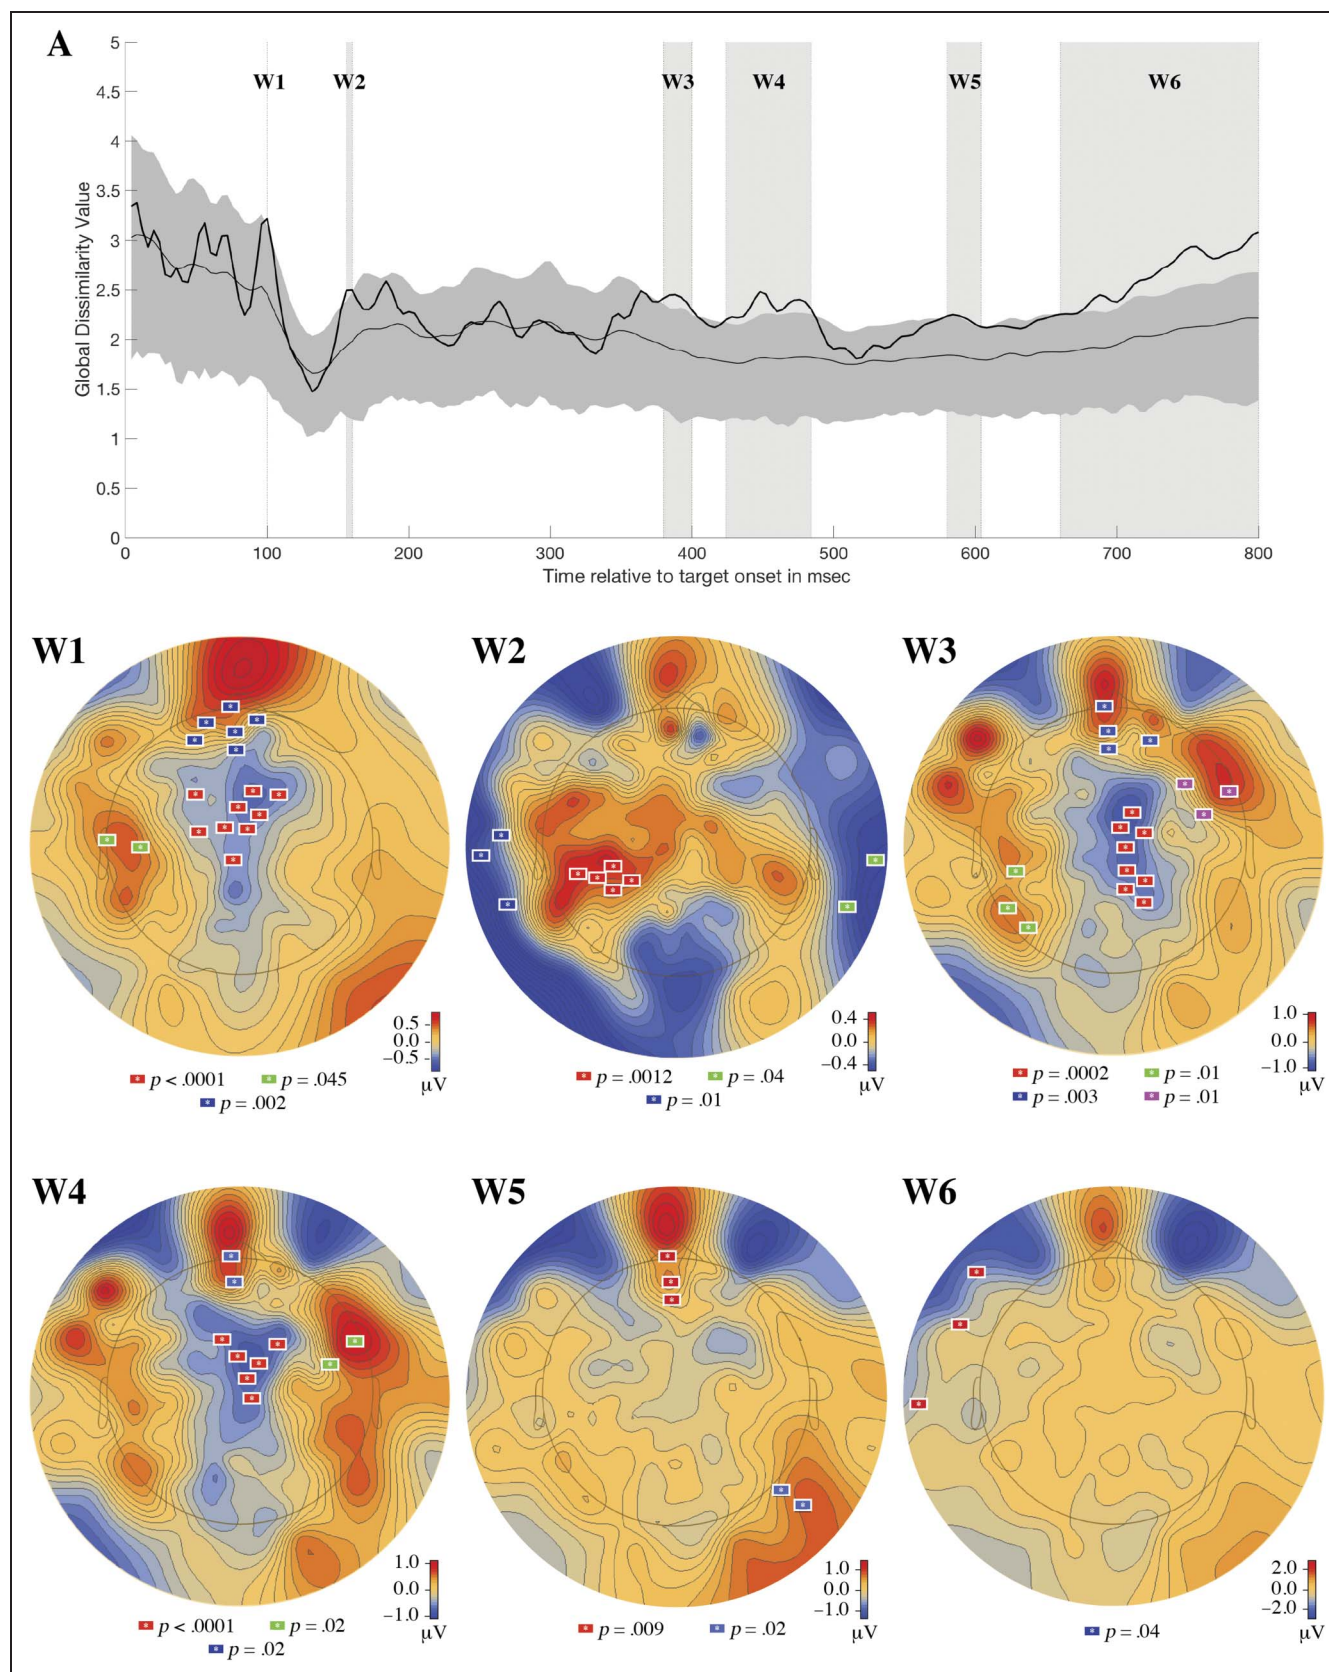 A
W1 W2 W3 W4 W5 W6
5
4.5
4
3.5
3
2.5
2
1.5
1
0.5
0
Global Dissimilarity Value
0 100 200 300 400 500 600 700 800
Time relative to target onset in msec
W1
0.5
0.0
−0.5
µV
* p < .0001 * p = .045
* p = .002
W2
0.4
0.0
−0.4
µV
* p = .0012 * p = .04
* p = .01
W3
1.0
0.0
−1.0
µV
* p = .0002 * p = .01
* p = .003 * p = .01
W4
1.0
0.0
−1.0
µV
* p < .0001 * p = .02
* p = .02
W5
1.0
0.0
−1.0
µV
* p = .009 * p = .02
W6
2.0
0.0
−2.0
µV
* p = .04